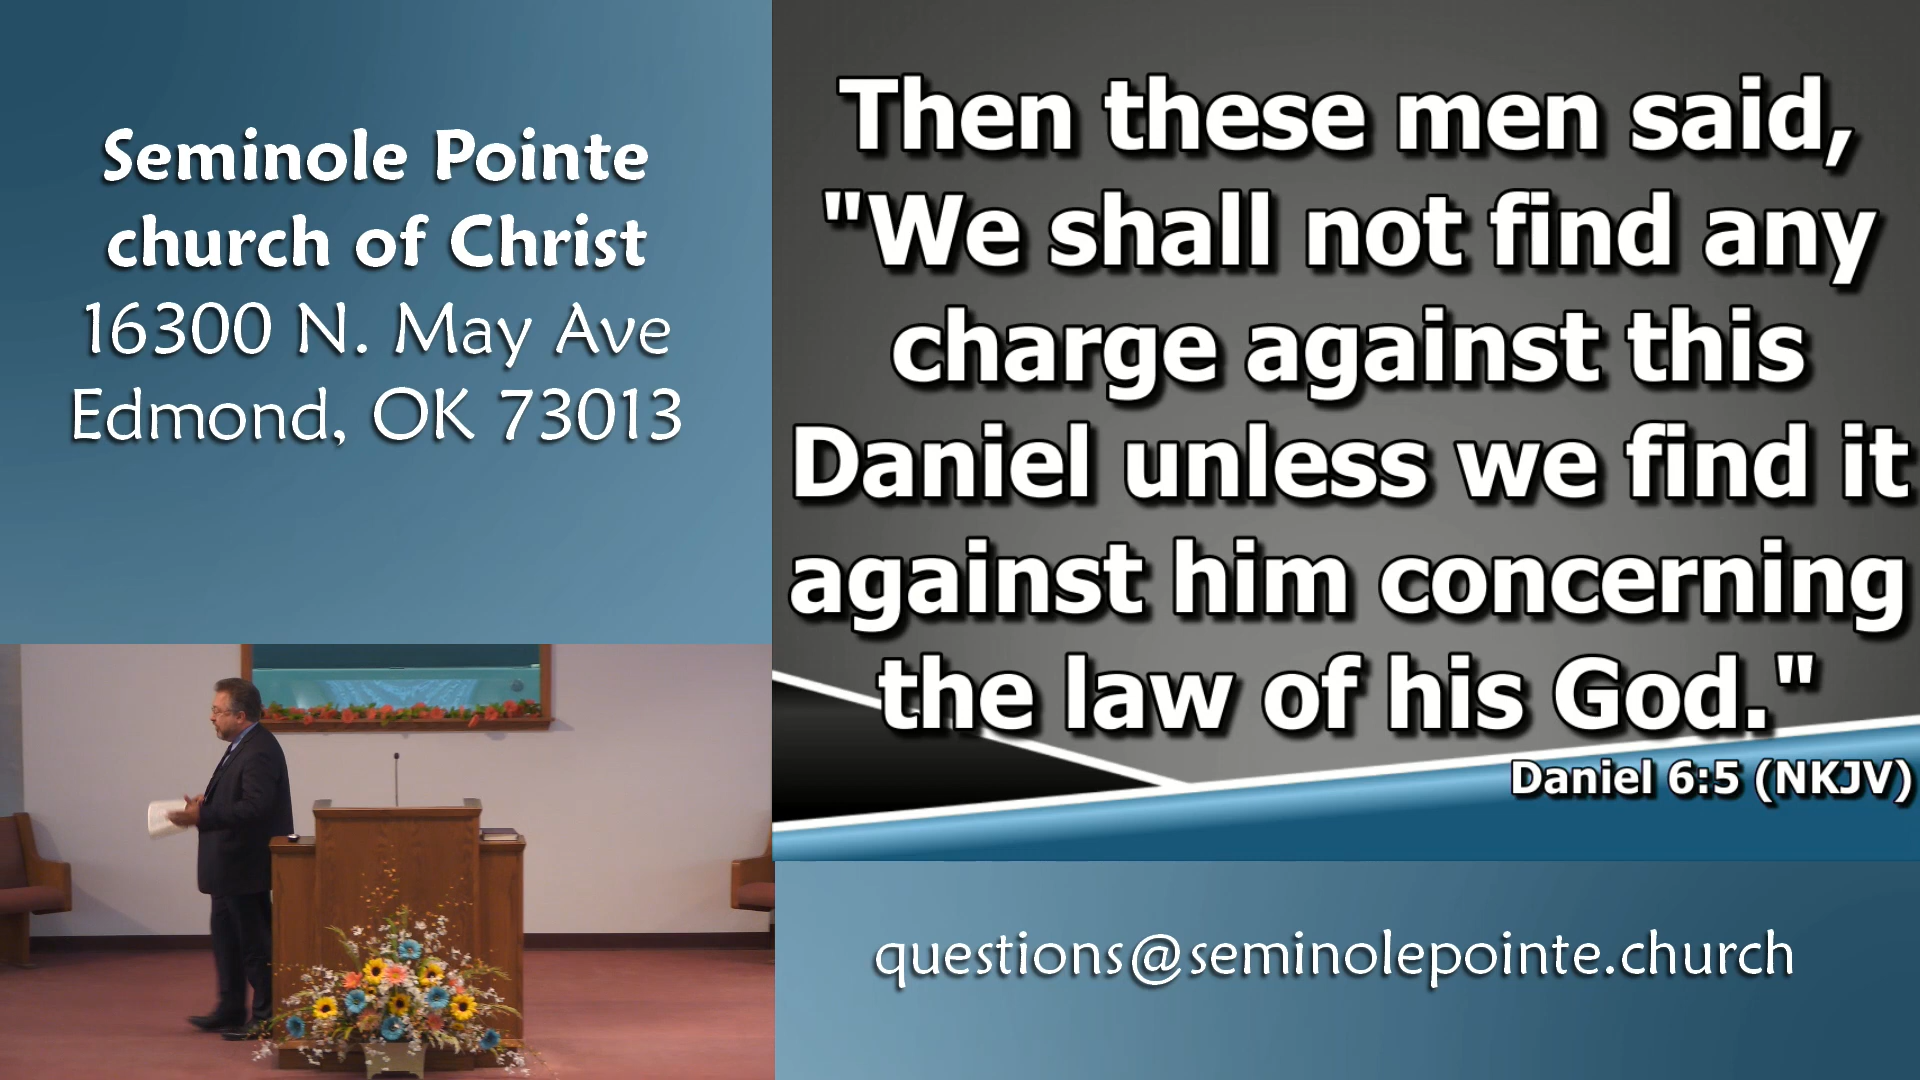 Seminole Pointe
church of Christ
16300 N. May Ave
Edmond, OK 73013
Then these men said,
"We shall not find any
charge against this
Daniel unless we find it
against him concerning
the law of his God."
Daniel 6:5 (NKJV)
questions@seminolepointe.church